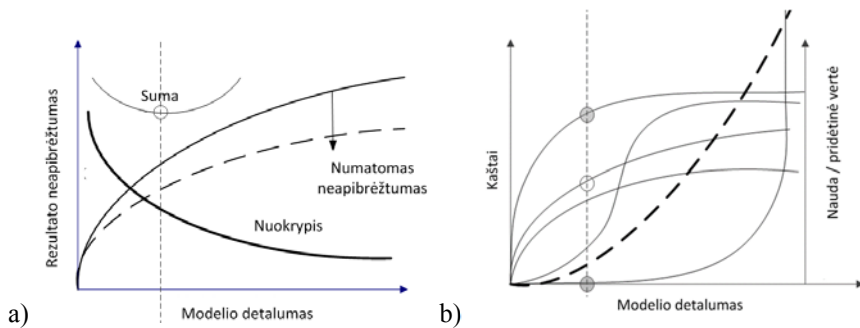 a)
Rezultato neapibrėžtumas
Suma
Numatomas
neapibrėžtumas
Nuokrypis
Modelio detalumas
b)
Kaštai
Nauda / pridėtinė vertė
Modelio detalumas